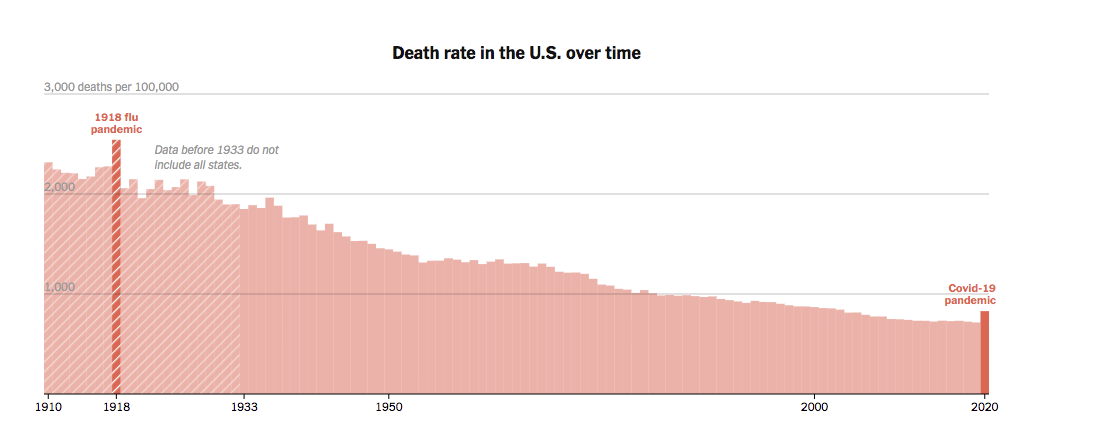 Death rate in the U.S. over time
3,000 deaths per 100,000
1918 flu
pandemic
Data before 1933 do not
include all states.
2,000
1,000
Covid-19
pandemic
1910 1918 1933 1950 2000 2020